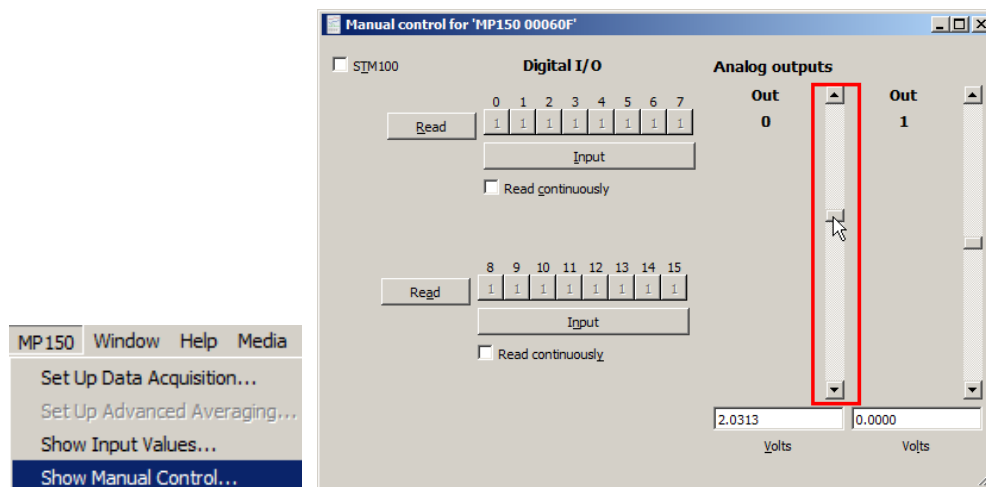 MP150 Window Help Media
Set Up Data Acquisition...
Set Up Advanced Averaging...
Show Input Values...
Show Manual Control...
Manual control for 'MP150 00060F'
STM100
Digital I/O
Analog outputs
Out Out
0 1
0 1 2 3 4 5 6 7
Read 1 1 1 1 1 1 1 1
Input
Read continuously
8 9 10 11 12 13 14 15
Read 1 1 1 1 1 1 1 1
Input
Read continuously
2.0313 0.0000
Volts Volts